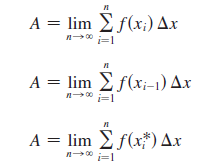 A = lim_{n→∞} ∑_{i=1}^{n} f(x_i) Δx
A = lim_{n→∞} ∑_{i=1}^{n} f(x_{i−1}) Δx
A = lim_{n→∞} ∑_{i=1}^{n} f(x_i^*) Δx